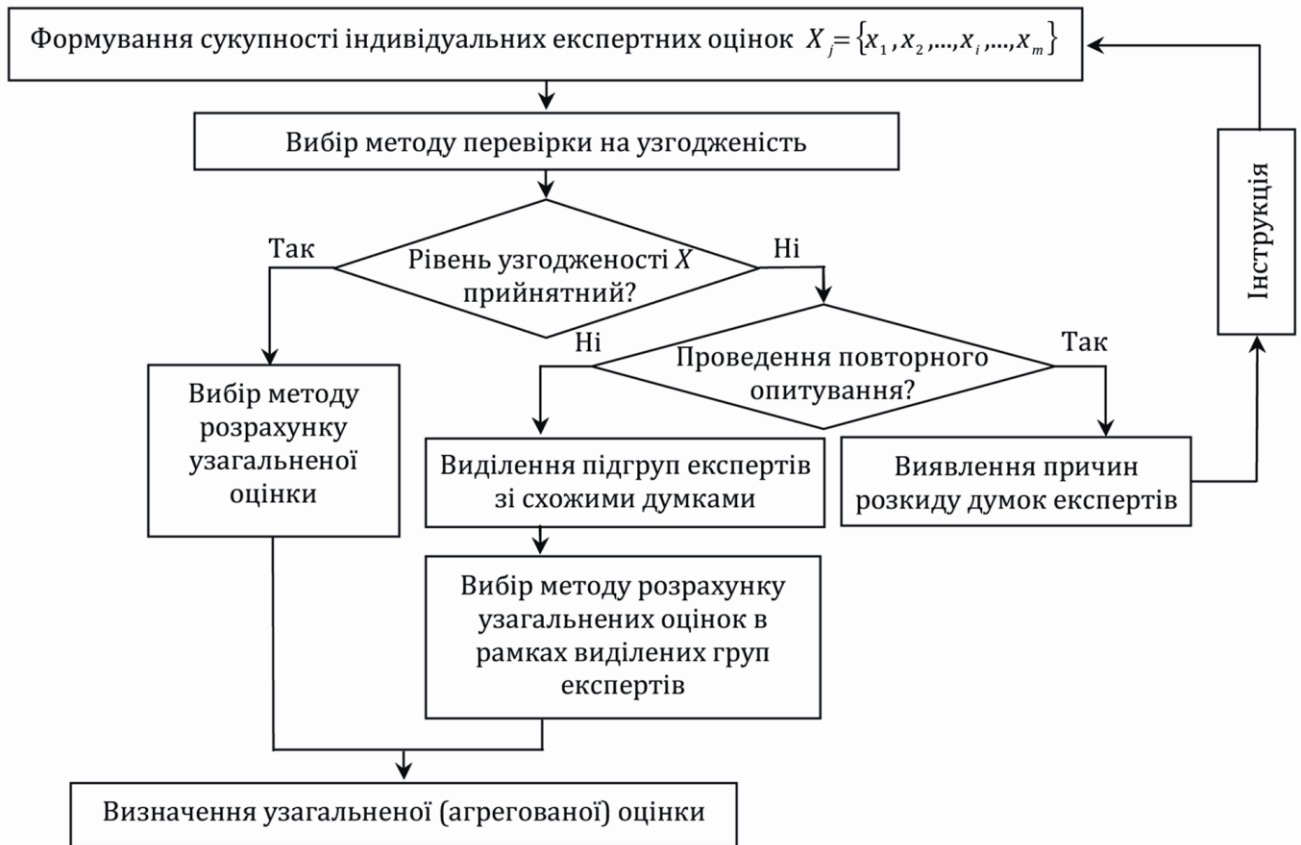 Формування сукупності індивідуальних експертних оцінок X_j={x_1,x_2,...,x_i,...,x_m}
Вибір методу перевірки на узгодженість
Інструкція
Так
Рівень узгодженості X
прийнятний?
Ні
Ні
Проведення повторного
опитування?
Так
Вибір методу
розрахунку
узагальненої
оцінки
Виділення підгруп експертів
зі схожими думками
Виявлення причин
розкиду думок експертів
Вибір методу розрахунку
узагальнених оцінок в
рамках виділених груп
експертів
Визначення узагальненої (агрегованої) оцінки